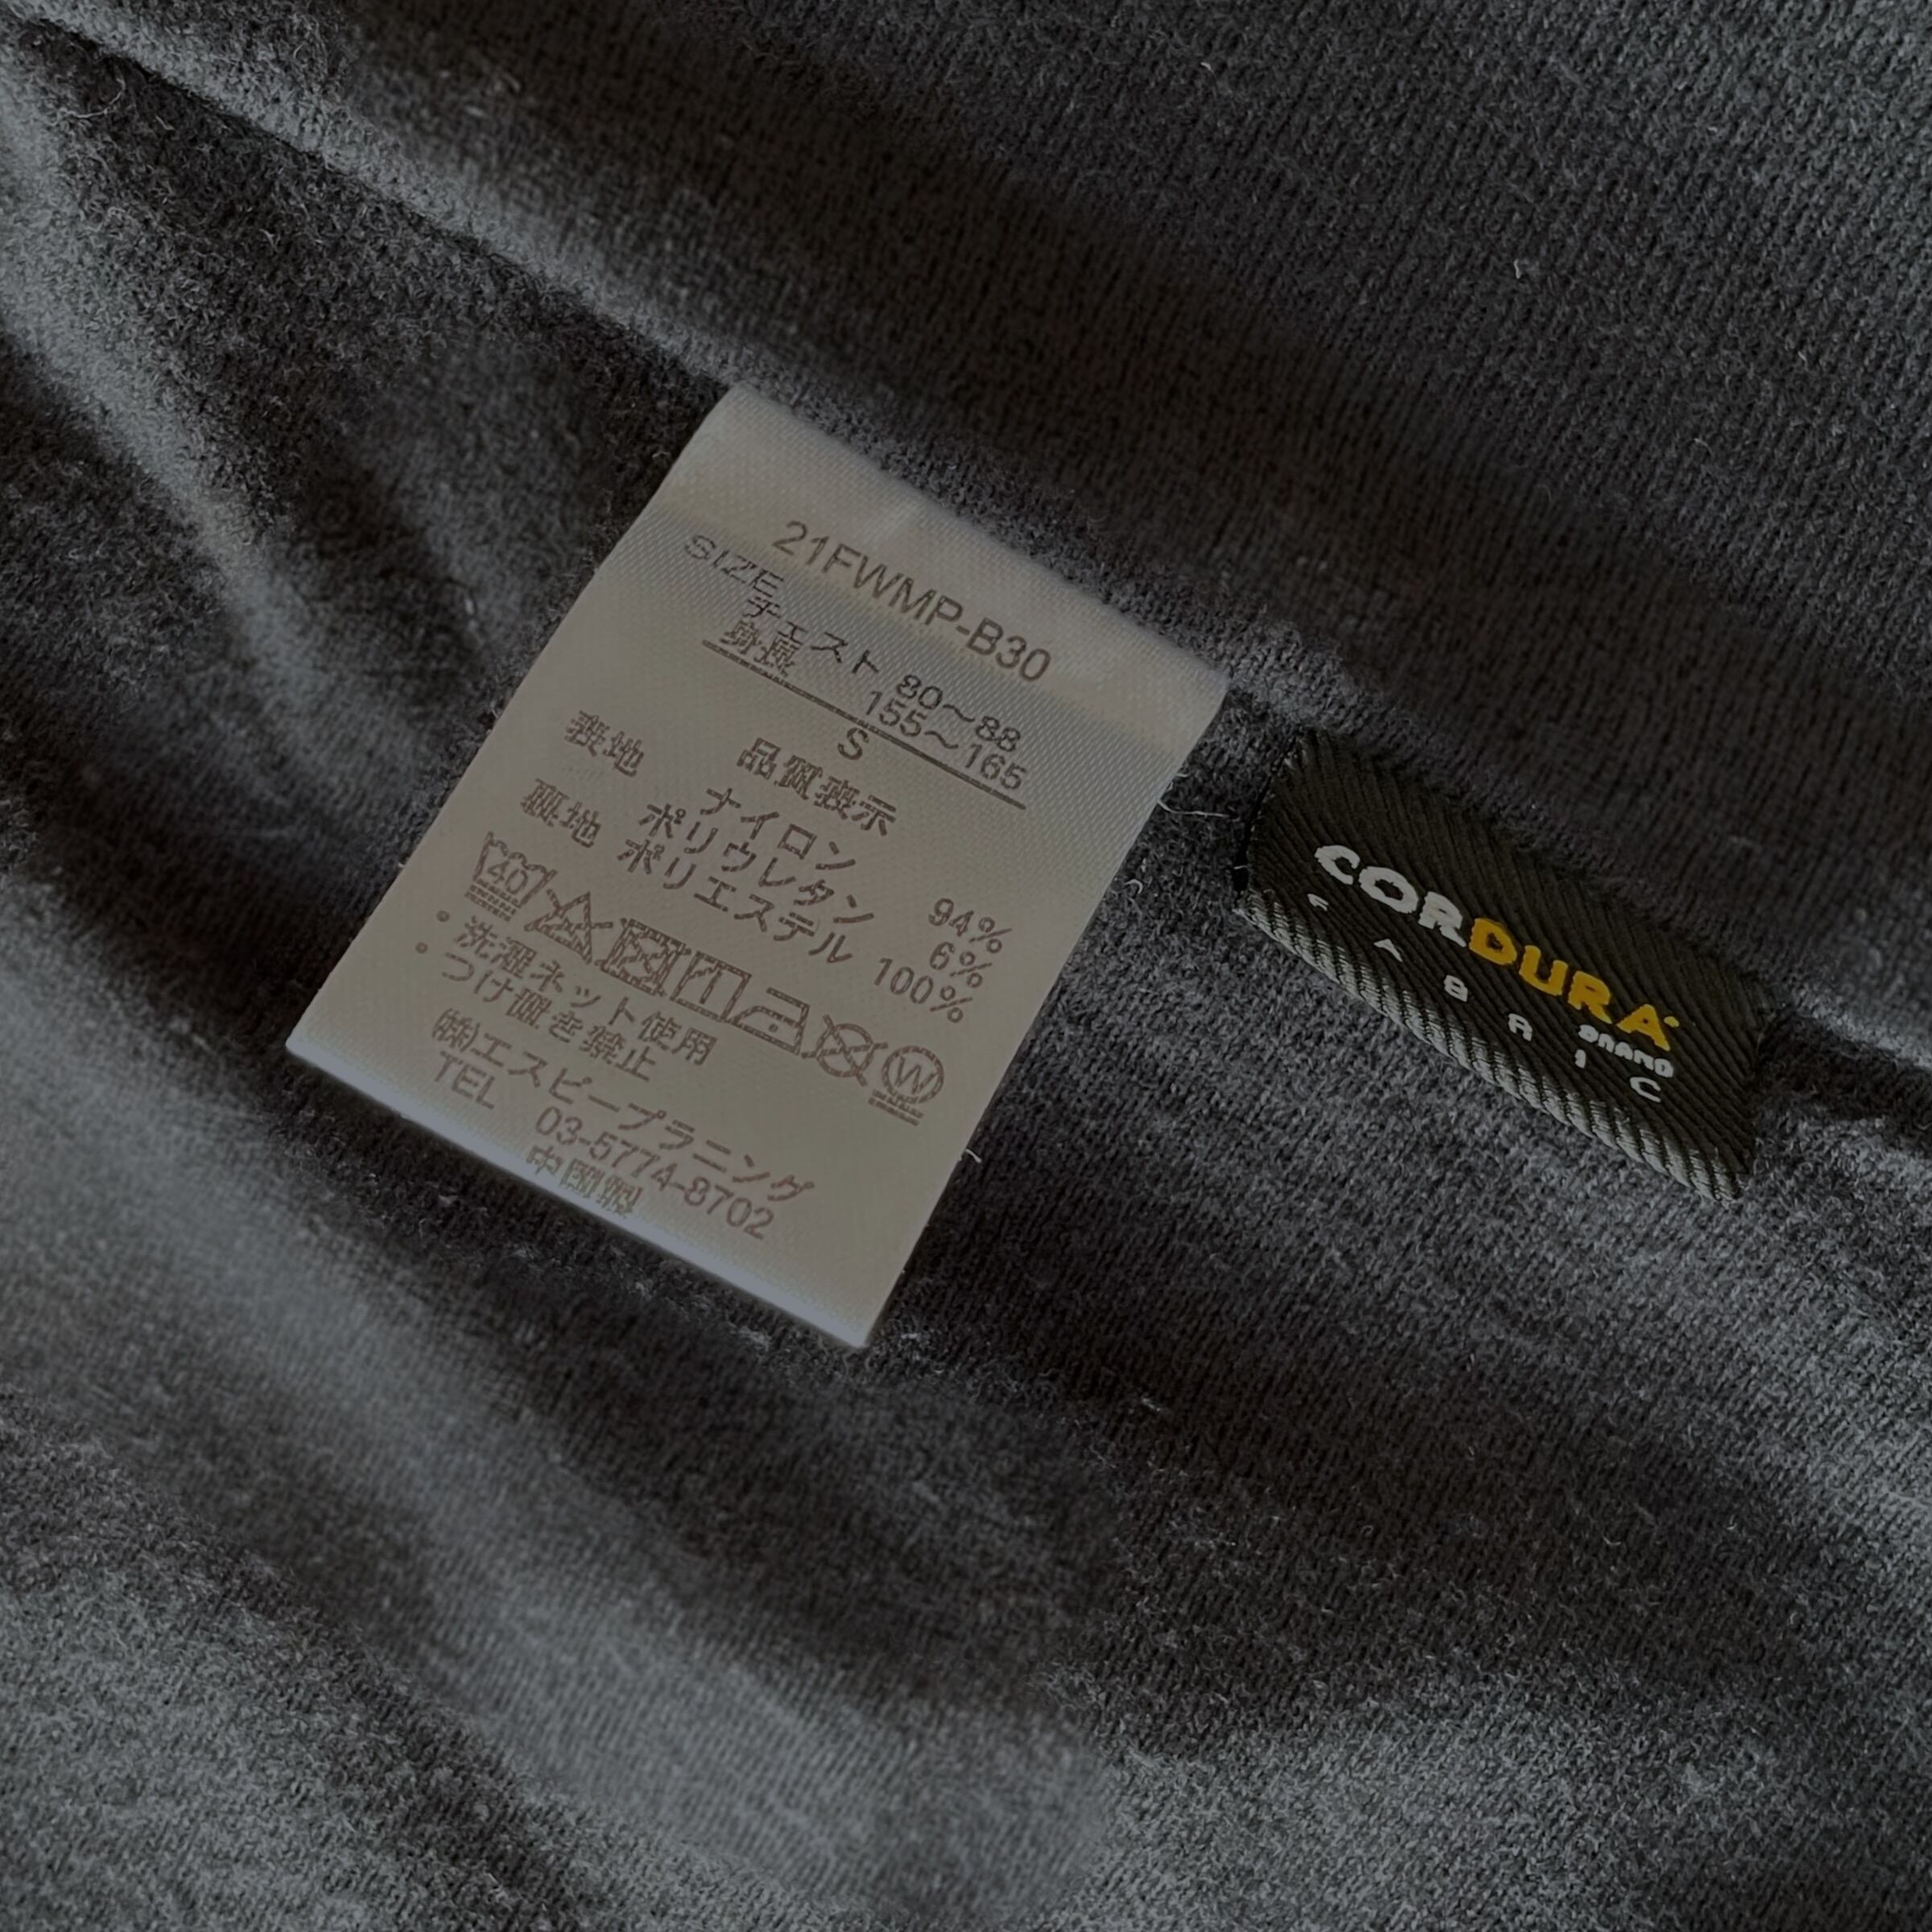 21FWMP-B30
SIZE
チェスト 80～88
身長 155～165
S
品質表示
表地 ナイロン 94%
ポリウレタン 6%
裏地 ポリエステル 100%
40
W
・洗濯ネット使用
・つけ置き禁止
㈱エスピープラニング
TEL 03-5774-8702
中国製
CORDURA
BRAND
FABRIC